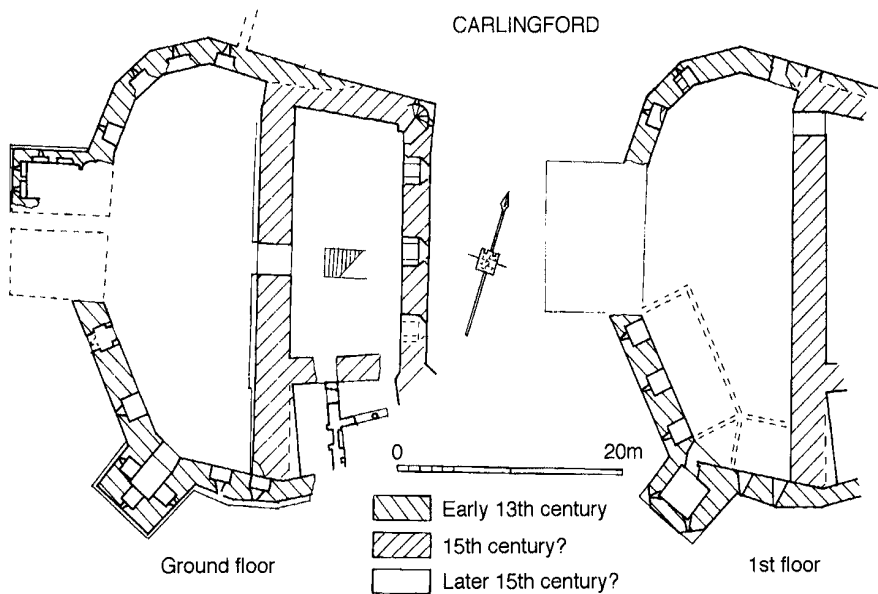 CARLINGFORD
0 20m
Early 13th century
15th century?
Later 15th century?
Ground floor
1st floor